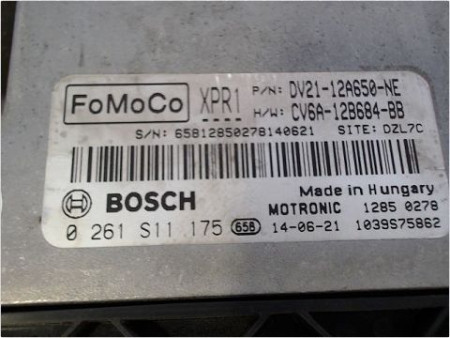 FoMoCo XPR1 P/N: DV21-12A650-NE
H/W: CV6A-12B684-BB
S/N: 65812850278140621 SITE: DZL7C
Made in Hungary
BOSCH MOTRONIC 1285 0278
0 261 S11 175 658 14-06-21 1039S75862